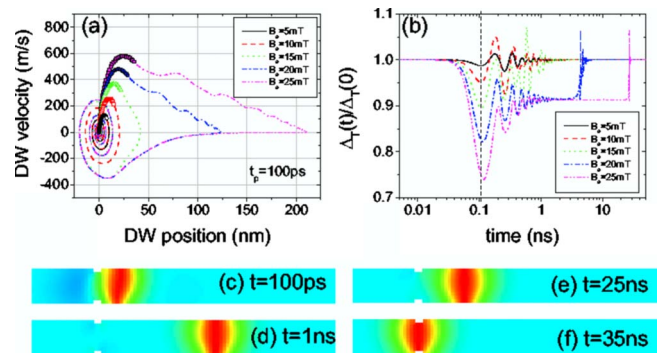 (a)
B_a=5mT
B_a=10mT
B_a=15mT
B_a=20mT
B_a=25mT
t_p=100ps
DW velocity (m/s)
800
600
400
200
0
-200
-400
0
50
100
150
200
DW position (nm)
(b)
Δ_T(t)/Δ_T(0)
1.1
1.0
0.9
0.8
0.7
B_a=5mT
B_a=10mT
B_a=15mT
B_a=20mT
B_a=25mT
0.01
0.1
1
10
time (ns)
(c) t=100ps
(e) t=25ns
(d) t=1ns
(f) t=35ns